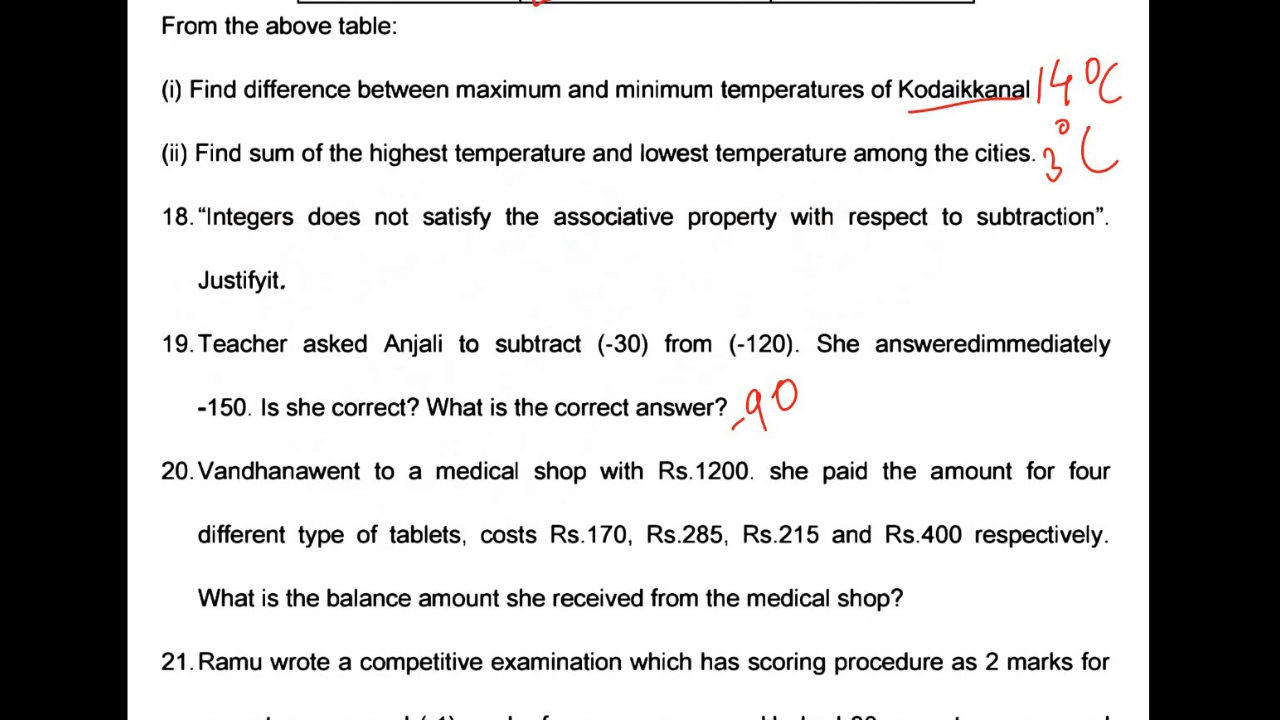 From the above table:
(i) Find difference between maximum and minimum temperatures of Kodaikkanal 14°C
(ii) Find sum of the highest temperature and lowest temperature among the cities. 3°C
18. “Integers does not satisfy the associative property with respect to subtraction”.
Justifyit.
19. Teacher asked Anjali to subtract (-30) from (-120). She answeredimmediately
-150. Is she correct? What is the correct answer? -90
20. Vandhanawent to a medical shop with Rs.1200. she paid the amount for four
different type of tablets, costs Rs.170, Rs.285, Rs.215 and Rs.400 respectively.
What is the balance amount she received from the medical shop?
21. Ramu wrote a competitive examination which has scoring procedure as 2 marks for